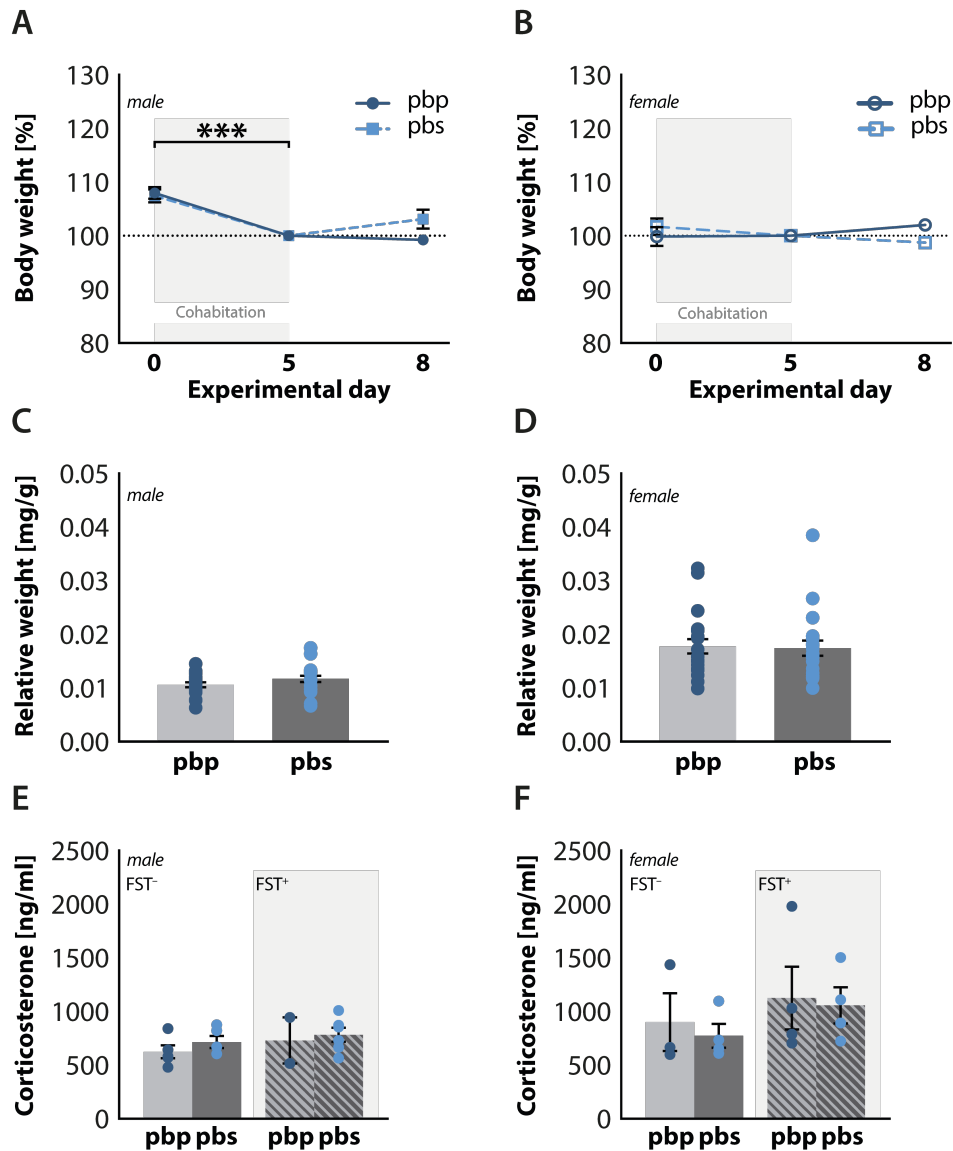 A
Body weight [%]
130
120
110
100
90
80
male
***
pbp
pbs
Cohabitation
0 5 8
Experimental day
B
Body weight [%]
130
120
110
100
90
80
female
pbp
pbs
Cohabitation
0 5 8
Experimental day
C
Relative weight [mg/g]
0.05
0.04
0.03
0.02
0.01
0.00
male
pbp pbs
D
Relative weight [mg/g]
0.05
0.04
0.03
0.02
0.01
0.00
female
pbp pbs
E
Corticosterone [ng/ml]
2500
2000
1500
1000
500
0
male
FST⁻
FST⁺
pbp pbs pbp pbs
F
Corticosterone [ng/ml]
2500
2000
1500
1000
500
0
female
FST⁻
FST⁺
pbp pbs pbp pbs